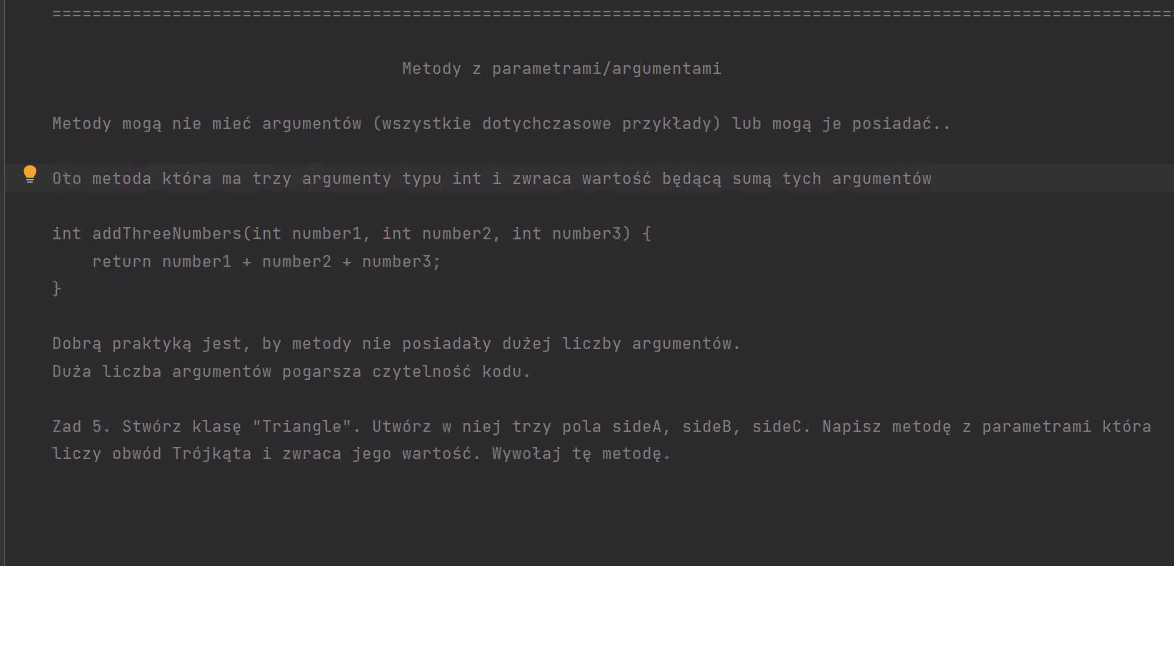 ================================================================================================================
Metody z parametrami/argumentami
Metody mogą nie mieć argumentów (wszystkie dotychczasowe przykłady) lub mogą je posiadać..
Oto metoda która ma trzy argumenty typu int i zwraca wartość będącą sumą tych argumentów
int addThreeNumbers(int number1, int number2, int number3) {
    return number1 + number2 + number3;
}
Dobrą praktyką jest, by metody nie posiadały dużej liczby argumentów.
Duża liczba argumentów pogarsza czytelność kodu.
Zad 5. Stwórz klasę "Triangle". Utwórz w niej trzy pola sideA, sideB, sideC. Napisz metodę z parametrami która
liczy obwód Trójkąta i zwraca jego wartość. Wywołaj tę metodę.